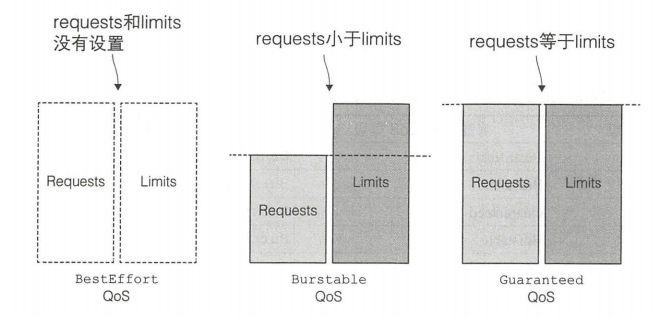 requests和limits
没有设置
requests小于limits
requests等于limits
Requests
Limits
Requests
Limits
Requests
Limits
BestEffort
QoS
Burstable
QoS
Guaranteed
QoS